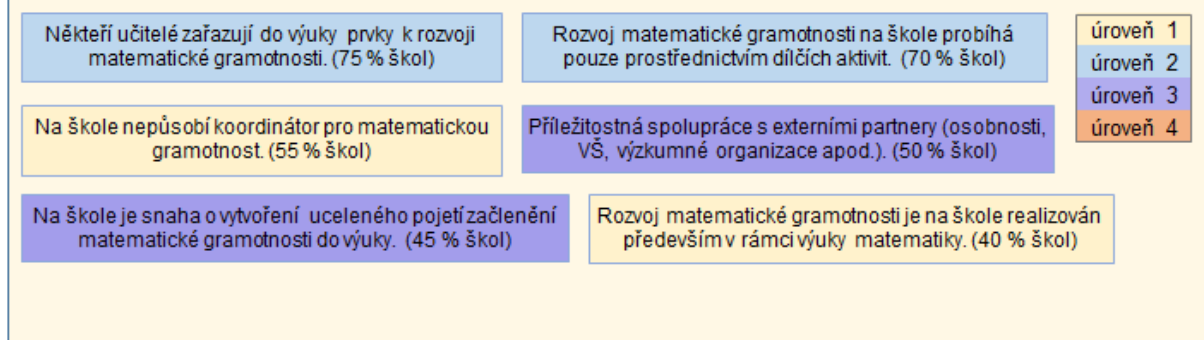 Někteří učitelé zařazují do výuky prvky k rozvoji
matematické gramotnosti. (75 % škol)
Rozvoj matematické gramotnosti na škole probíhá
pouze prostřednictvím dílčích aktivit. (70 % škol)
úroveň 1
úroveň 2
úroveň 3
úroveň 4
Na škole nepůsobí koordinátor pro matematickou
gramotnost. (55 % škol)
Příležitostná spolupráce s externími partnery (osobnosti,
VŠ, výzkumné organizace apod.). (50 % škol)
Na škole je snaha o vytvoření uceleného pojetí začlenění
matematické gramotnosti do výuky. (45 % škol)
Rozvoj matematické gramotnosti je na škole realizován
především v rámci výuky matematiky. (40 % škol)